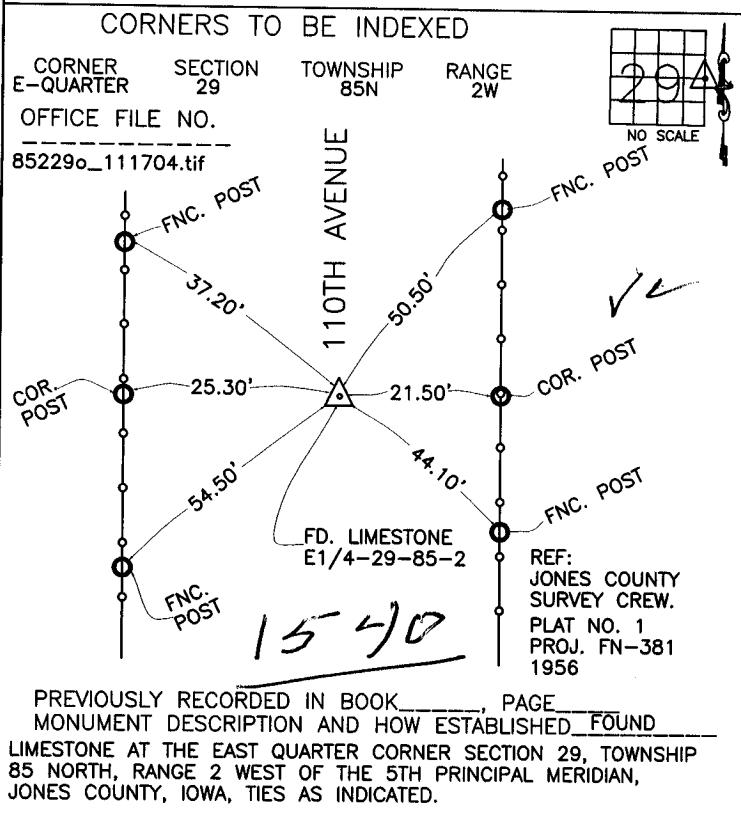 CORNERS TO BE INDEXED
CORNER SECTION TOWNSHIP RANGE
E-QUARTER 29 85N 2W
29
NO SCALE
OFFICE FILE NO.
85229o_111704.tif
110TH AVENUE
FNC. POST
FNC. POST
37.20'
50.50'
COR. POST
25.30'
21.50'
COR. POST
54.50'
44.10'
FNC. POST
FNC. POST
FD. LIMESTONE
E1/4-29-85-2
REF:
JONES COUNTY
SURVEY CREW.
PLAT NO. 1
PROJ. FN-381
1956
1540
PREVIOUSLY RECORDED IN BOOK______, PAGE_____
MONUMENT DESCRIPTION AND HOW ESTABLISHED_FOUND
LIMESTONE AT THE EAST QUARTER CORNER SECTION 29, TOWNSHIP
85 NORTH, RANGE 2 WEST OF THE 5TH PRINCIPAL MERIDIAN,
JONES COUNTY, IOWA, TIES AS INDICATED.